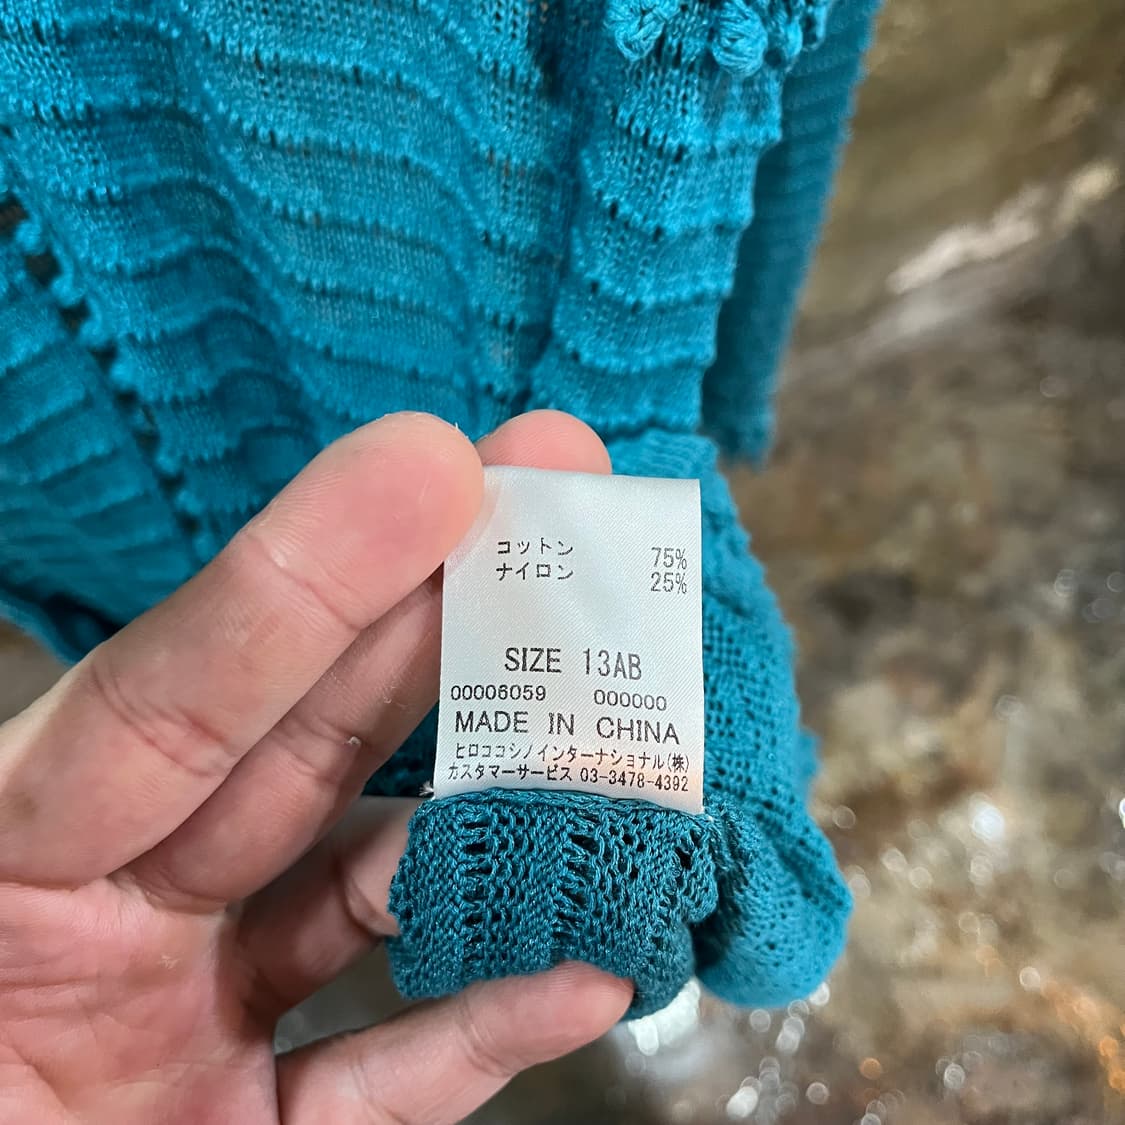 コットン 75%
ナイロン 25%
SIZE 13AB
00006059 000000
MADE IN CHINA
ヒロココシノインターナショナル(株)
カスタマーサービス 03-3478-4392